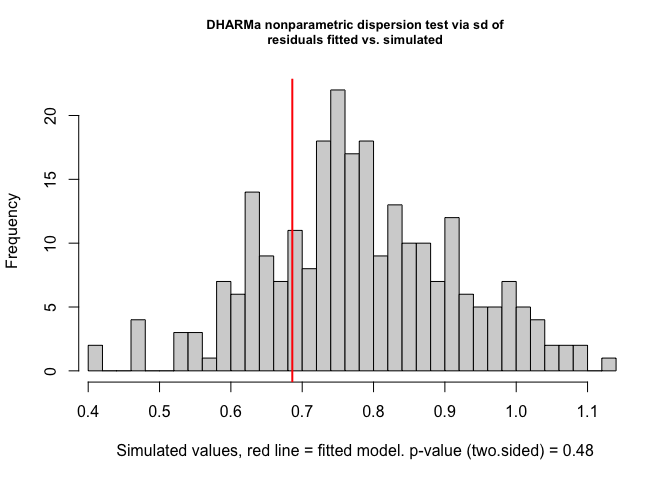 DHARMa nonparametric dispersion test via sd of
residuals fitted vs. simulated
Frequency
20
15
10
5
0
0.4 0.5 0.6 0.7 0.8 0.9 1.0 1.1
Simulated values, red line = fitted model. p-value (two.sided) = 0.48